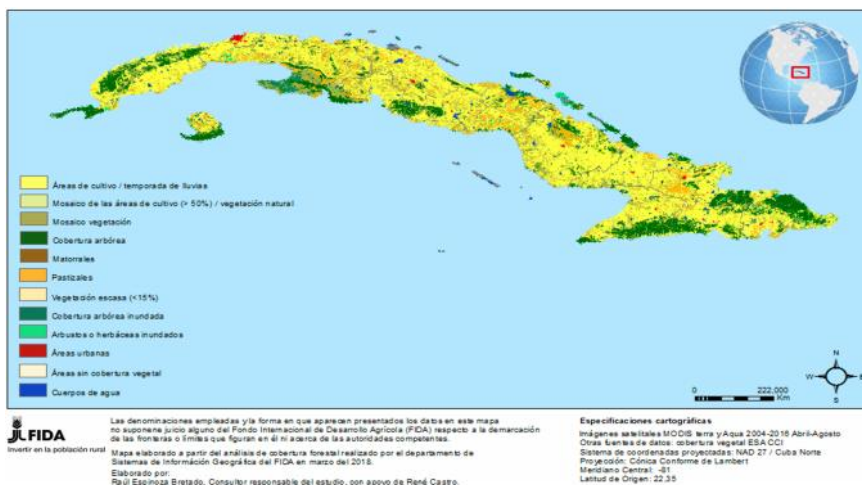 Áreas de cultivo / temporada de lluvias
Mosaico de las áreas de cultivo (> 50%) / vegetación natural
Mosaico vegetación
Cobertura arbórea
Matorrales
Pastizales
Vegetación escasa (<15%)
Cobertura arbórea inundada
Arbustos o herbáceas inundados
Áreas urbanas
Áreas sin cobertura vegetal
Cuerpos de agua
N
W
E
S
0
222,000
Km
FIDA
Invertir en la población rural
Las denominaciones empleadas y la forma en que aparecen presentados los datos en este mapa
no suponene juicio alguno del Fondo Internacional de Desarrollo Agrícola (FIDA) respecto a la demarcación
de las fronteras o límites que figuran en él ni acerca de las autoridades competentes.
Mapa elaborado a partir del análisis de cobertura forestal realizado por el departamento de
Sistemas de Informción Geográfica del FIDA en marzo del 2018.
Elaborado por:
Raúl Espinoza Bretado, Consultor responsable del estudio, con apoyo de René Castro.
Especificaciones cartográficas
Imágenes satelitales MODIS terra y Aqua 2004-2016 Abril-Agosto
Otras fuentes de datos: cobertura vegetal ESA CCI
Sistema de coordenadas proyectadas: NAD 27 / Cuba Norte
Proyección: Cónica Conforme de Lambert
Meridiano Central: -81
Latitud de Origen: 22.35